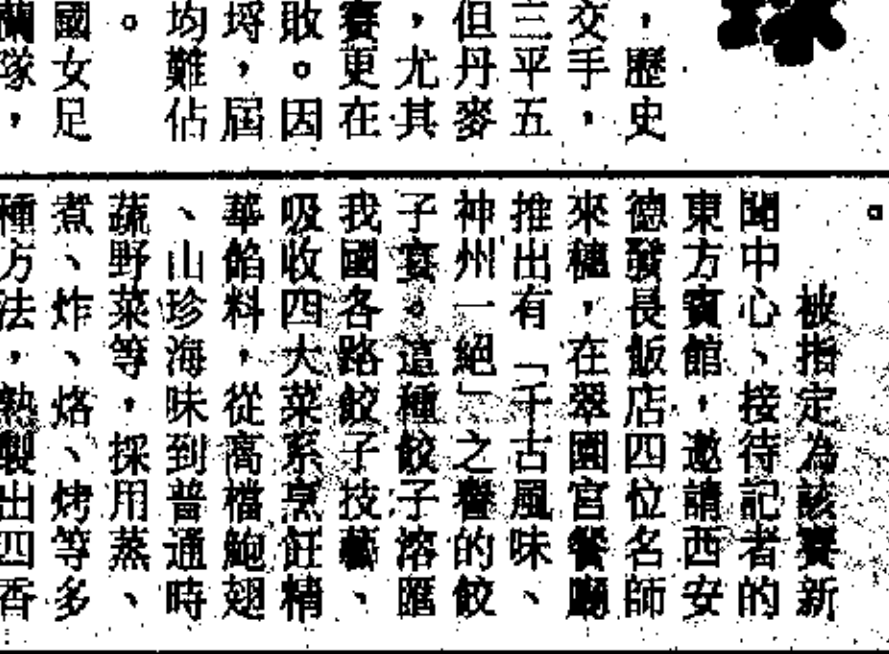 ，歷史
交手，
三平五
但丹麥
，尤其
賽更在
敗。因
埒，屆
均難佔
。
國女足
蘭隊，
。
被指定為該賽新
聞中心、接待記者的
東方賓館，邀請西安
德發長飯店四位名師
來穗，在翠園宮餐廳
推出有「千古風味、
神州一絕」之譽的餃
子宴。這種餃子溶匯
我國各路餃子技藝、
吸收四大菜系烹飪精
華餡料，從高檔鮑翅
、山珍海味到普通時
蔬野菜等，採用蒸、
煮、炸、烙、烤等多
種方法，熟製出四香